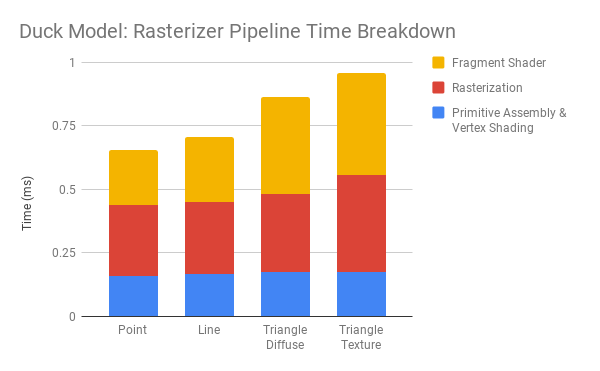 Duck Model: Rasterizer Pipeline Time Breakdown
Fragment Shader
Rasterization
Primitive Assembly &
Vertex Shading
Time (ms)
1
0.75
0.5
0.25
0
Point
Line
Triangle
Diffuse
Triangle
Texture